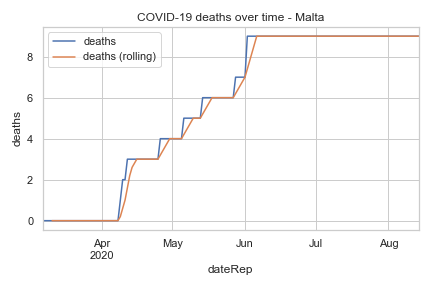 COVID-19 deaths over time - Malta
deaths
deaths (rolling)
deaths
8
6
4
2
0
Apr May Jun Jul Aug
2020
dateRep